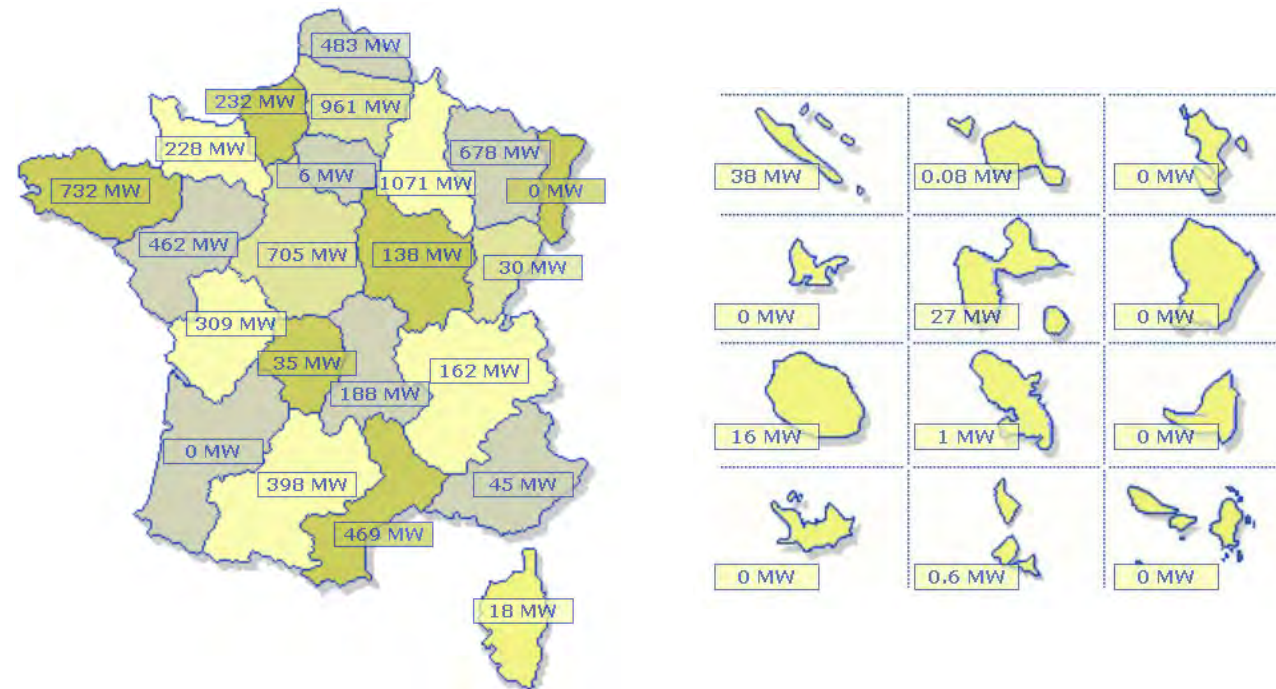 483 MW
232 MW
961 MW
228 MW
678 MW
6 MW
1071 MW
732 MW
0 MW
462 MW
705 MW
138 MW
30 MW
309 MW
35 MW
162 MW
188 MW
0 MW
398 MW
45 MW
469 MW
18 MW
38 MW
0.08 MW
0 MW
0 MW
27 MW
0 MW
16 MW
1 MW
0 MW
0 MW
0.6 MW
0 MW